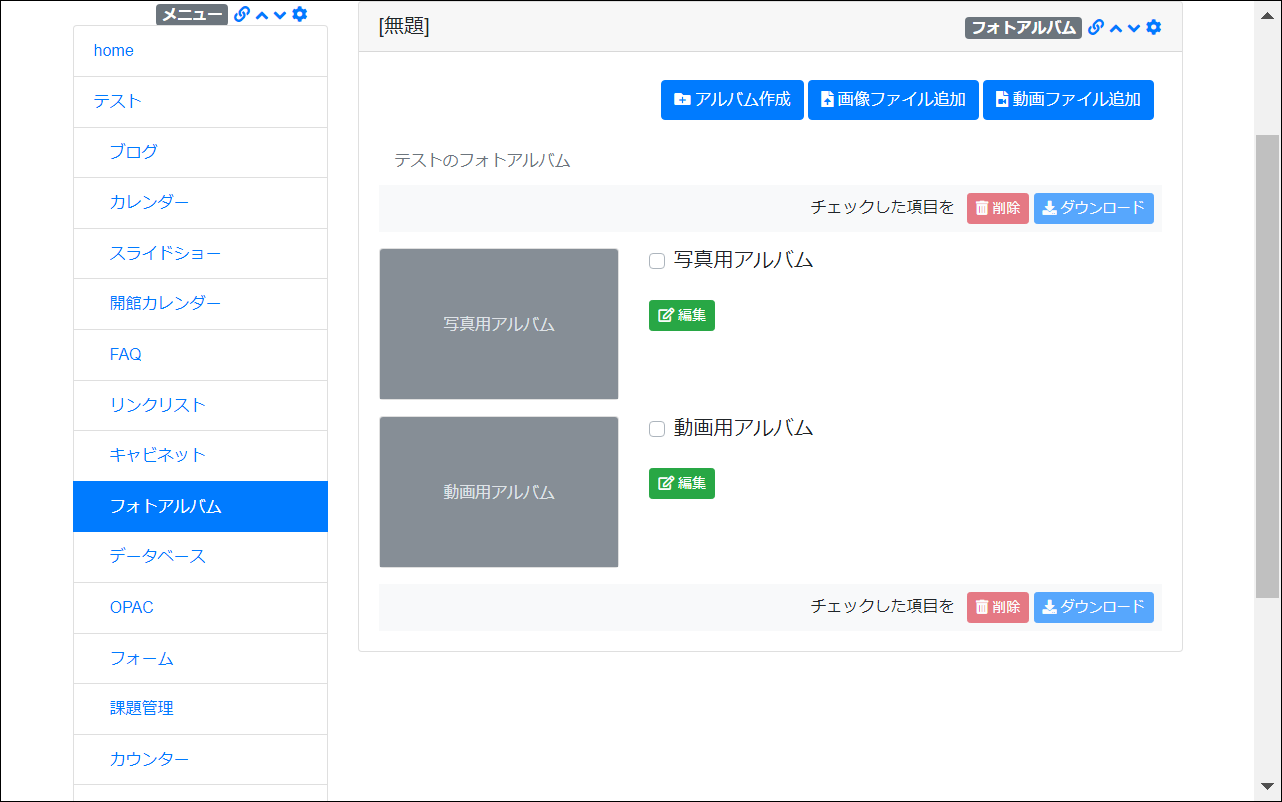 メニュー
home
テスト
ブログ
カレンダー
スライドショー
開館カレンダー
FAQ
リンクリスト
キャビネット
フォトアルバム
データベース
OPAC
フォーム
課題管理
カウンター
[無題]
フォトアルバム
アルバム作成 画像ファイル追加 動画ファイル追加
テストのフォトアルバム
チェックした項目を 削除 ダウンロード
写真用アルバム
写真用アルバム
編集
動画用アルバム
動画用アルバム
編集
チェックした項目を 削除 ダウンロード